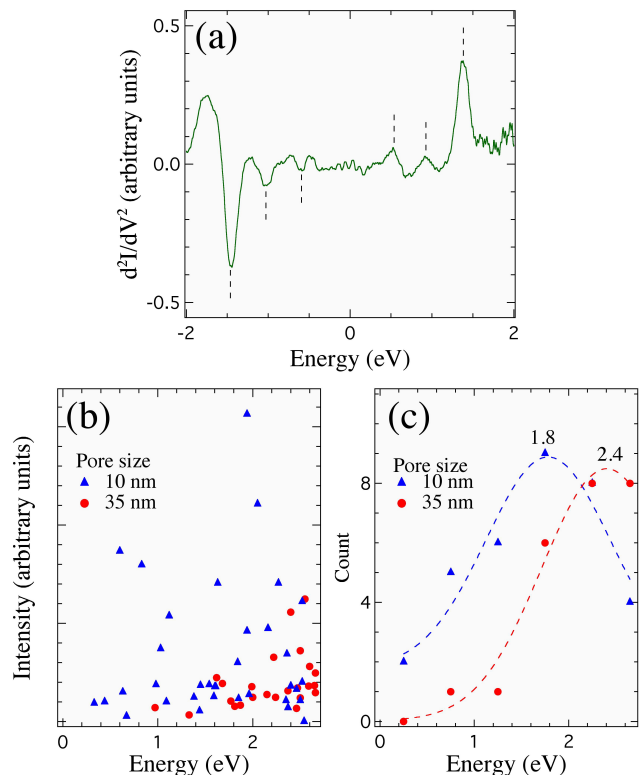 (a)
d²I/dV² (arbitrary units)
0.5
0.0
-0.5
-2
-1
0
1
2
Energy (eV)
(b)
Intensity (arbitrary units)
Pore size
10 nm
35 nm
0
2
Energy (eV)
(c)
Count
8
4
0
Pore size
10 nm
35 nm
1.8
2.4
0
2
Energy (eV)